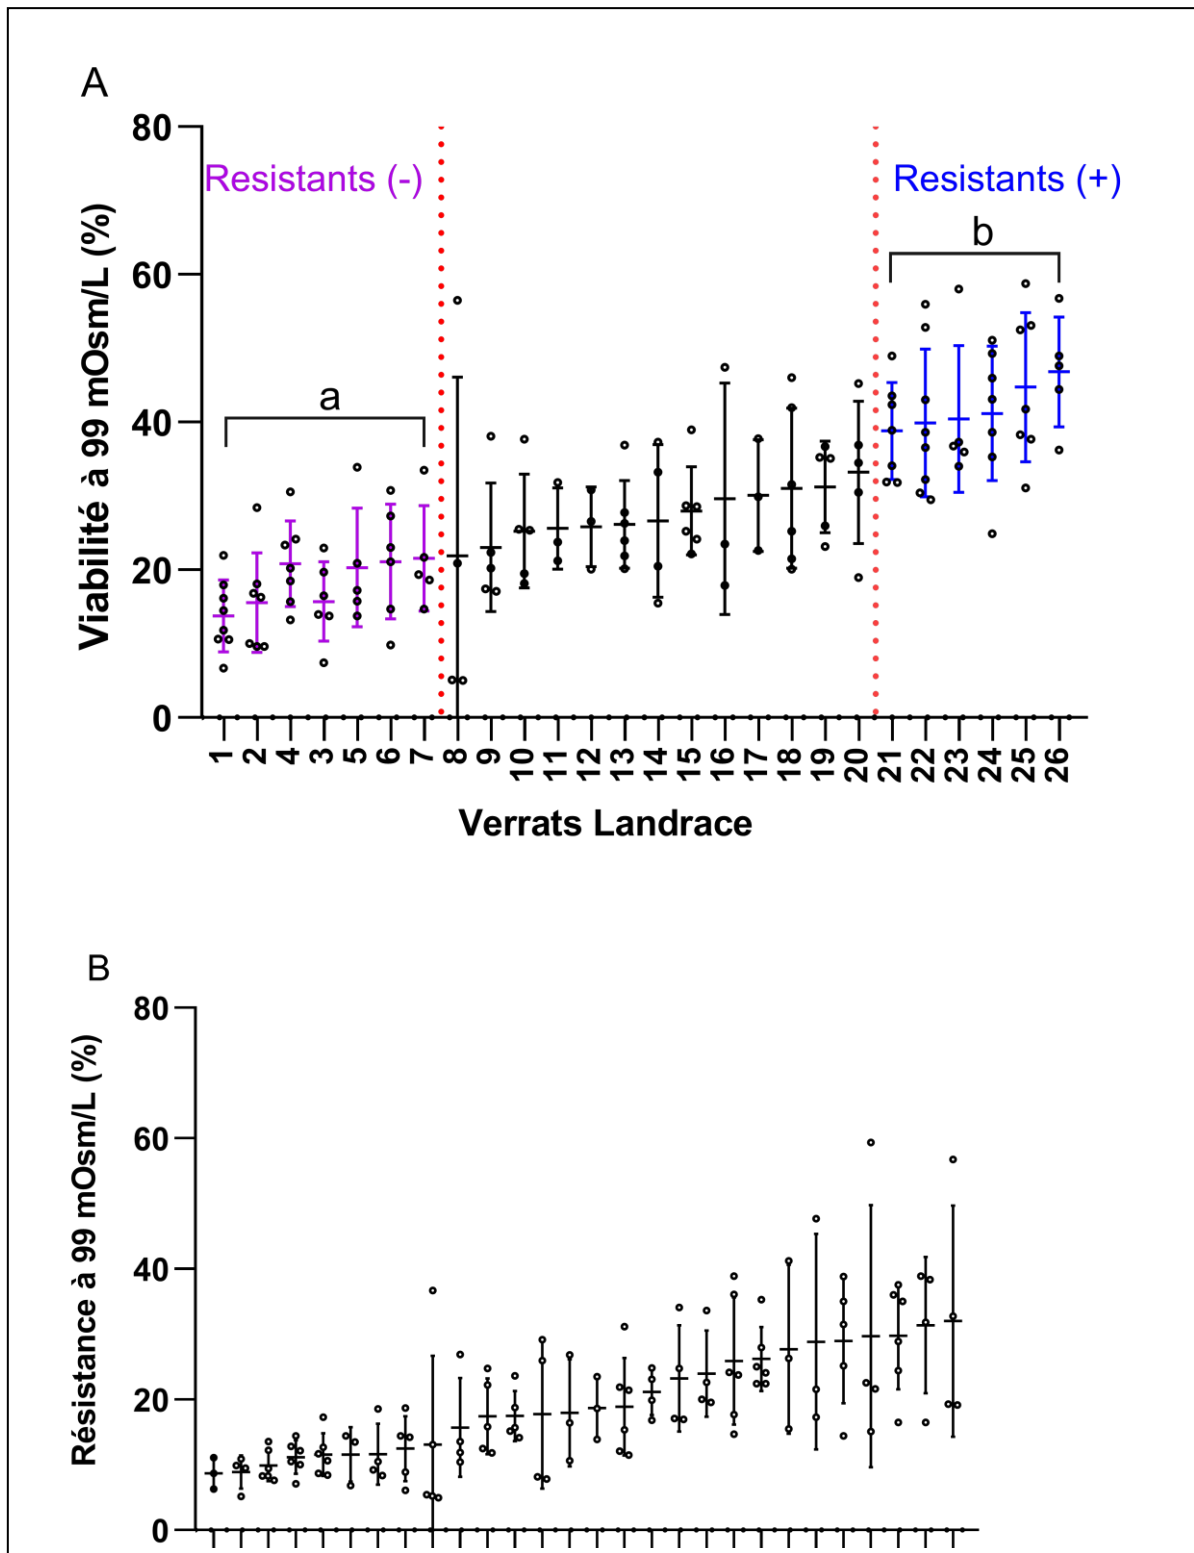 A
80
Resistants (-)
Resistants (+)
b
60
a
40
20
0
Viabilité à 99 mOsm/L (%)
1 2 4 3 5 6 7 8 9 10 11 12 13 14 15 16 17 18 19 20 21 22 23 24 25 26
Verrats Landrace
B
80
60
40
20
0
Résistance à 99 mOsm/L (%)